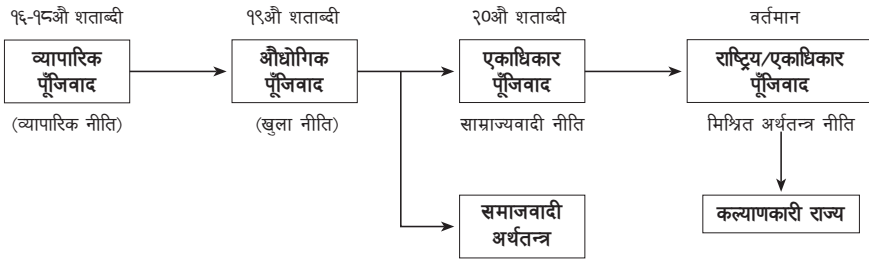 १६-१८औ शताब्दी
व्यापारिक
पूँजिवाद
(व्यापारिक नीति)
१९औ शताब्दी
औधोगिक
पूँजिवाद
(खुला नीति)
२०औ शताब्दी
एकाधिकार
पूँजिवाद
साम्राज्यवादी नीति
वर्तमान
राष्ट्रिय/एकाधिकार
पूँजिवाद
मिश्रित अर्थतन्त्र नीति
समाजवादी
अर्थतन्त्र
कल्याणकारी राज्य